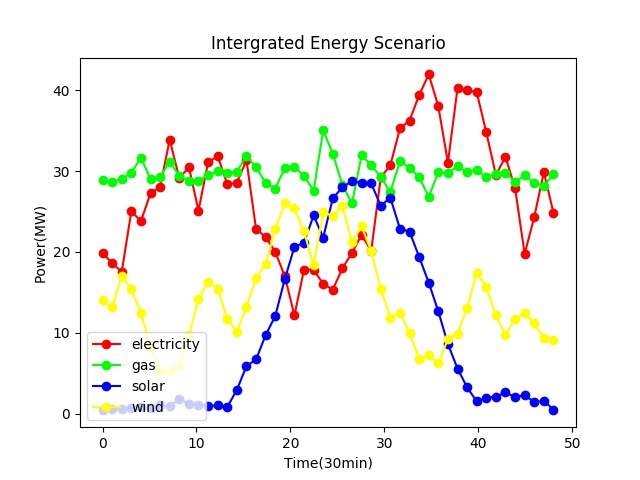 Intergrated Energy Scenario
Power(MW)
40
30
20
10
0
electricity
gas
solar
wind
0 10 20 30 40 50
Time(30min)